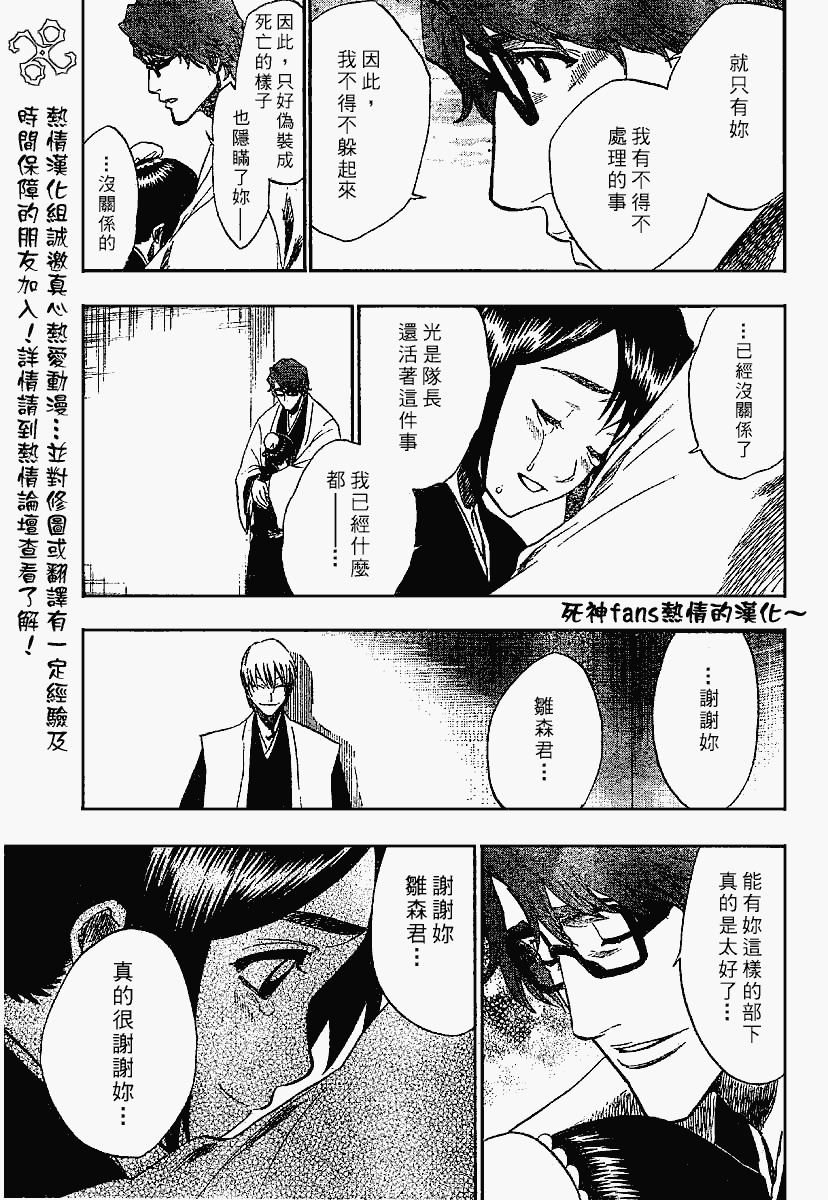 就只有妳
我有不得不
處理的事
因此，
我不得不躲起來
因此，只好偽裝成
死亡的樣子
也隱瞞了妳—
…沒關係的
…已經沒關係了
光是隊長
還活著這件事
我已經什麼
都——…
死神fans熱情的漢化～
…謝謝妳
雛森君…
能有妳這樣的部下
真的是太好了…
謝謝妳
雛森君…
真的很謝謝妳…
熱情漢化組誠邀真心熱愛動漫…並對修圖或翻譯有一定經驗及
時間保障的朋友加入！詳情請到熱情論壇查看了解！